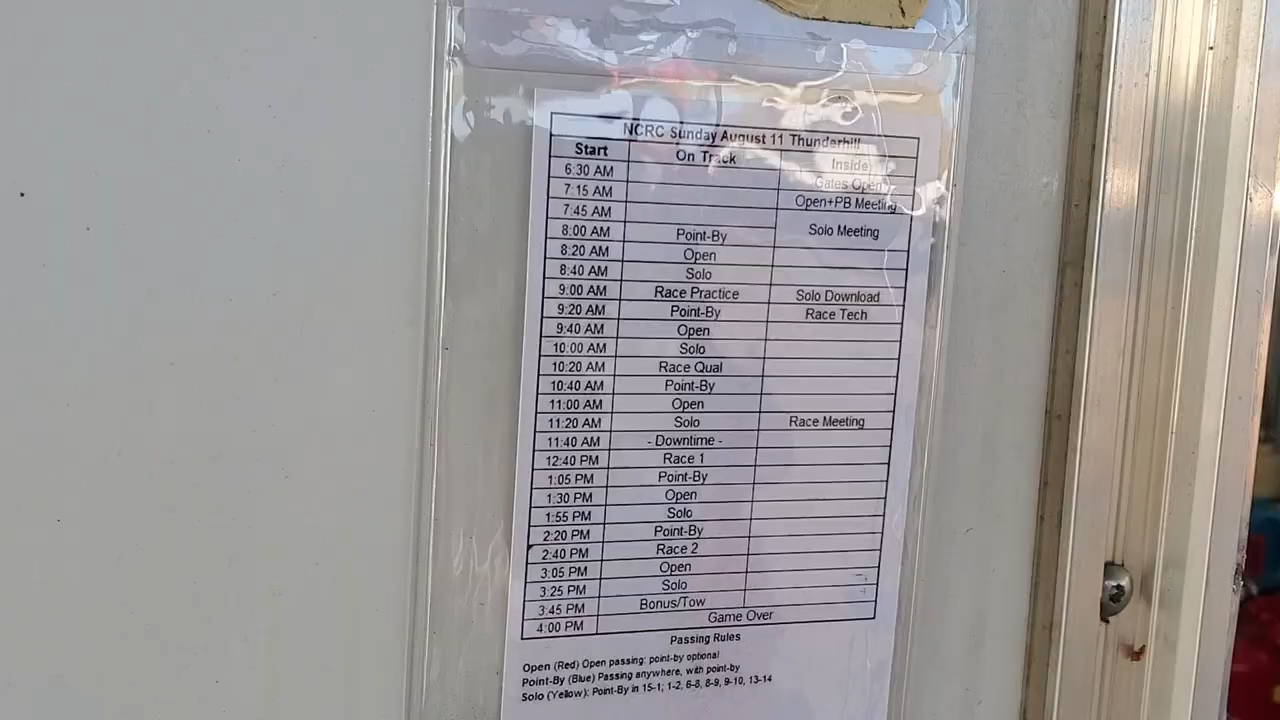 NCRC Sunday August 11 Thunderhill
Start On Track Inside
6:30 AM Gates Open
7:15 AM Open+PB Meeting
7:45 AM Solo Meeting
8:00 AM Point-By
8:20 AM Open
8:40 AM Solo
9:00 AM Race Practice Solo Download
9:20 AM Point-By Race Tech
9:40 AM Open
10:00 AM Solo
10:20 AM Race Qual
10:40 AM Point-By
11:00 AM Open
11:20 AM Solo Race Meeting
11:40 AM - Downtime -
12:40 PM Race 1
1:05 PM Point-By
1:30 PM Open
1:55 PM Solo
2:20 PM Point-By
2:40 PM Race 2
3:05 PM Open
3:25 PM Solo
3:45 PM Bonus/Tow
4:00 PM Game Over
Passing Rules
Open (Red) Open passing: point-by optional
Point-By (Blue) Passing anywhere, with point-by
Solo (Yellow): Point-By in 15-1, 1-2, 6-8, 8-9, 9-10, 13-14